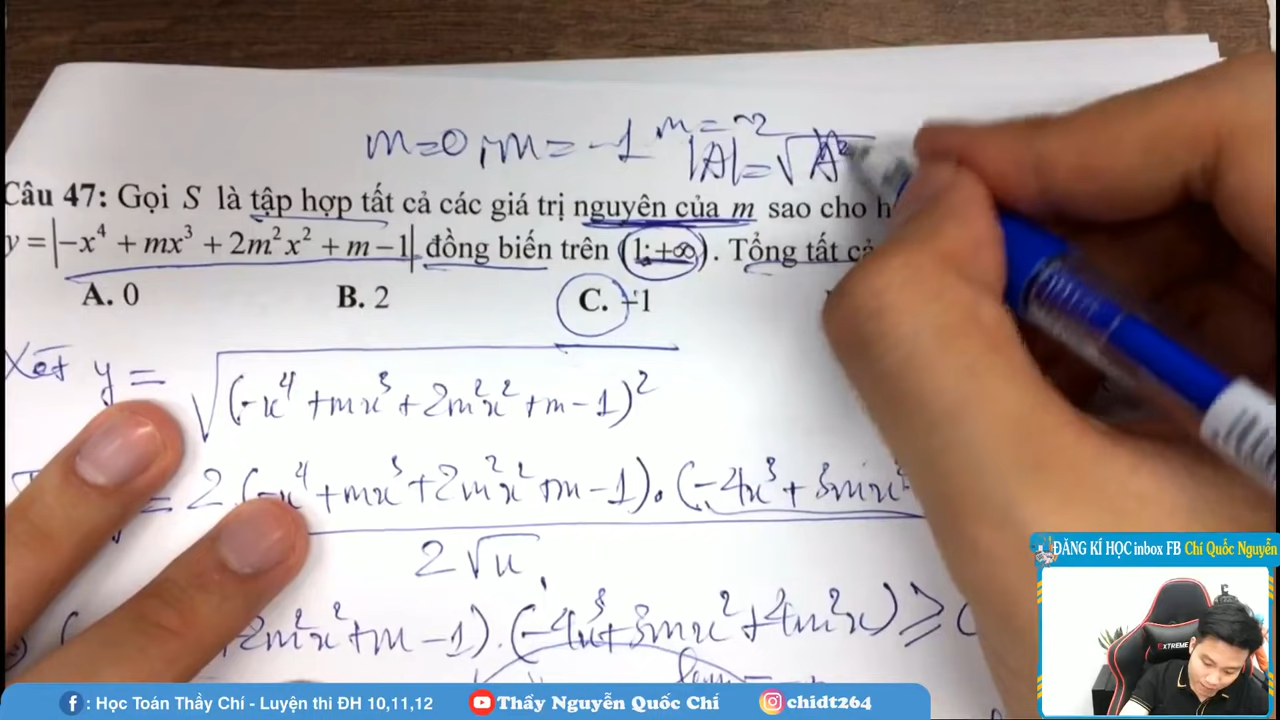 m=0; m = -1 m = -2
|A| = √A²
Câu 47: Gọi S là tập hợp tất cả các giá trị nguyên của m sao cho h
y = |-x⁴ + mx³ + 2m²x² + m - 1| đồng biến trên (1; +∞). Tổng tất cả
A. 0 B. 2 C. -1
Xét y = √(-x⁴ + mx³ + 2m²x² + m - 1)²
= 2(-x⁴ + mx³ + 2m²x² + m - 1).(-4x³ + 3mx²
2√u
2m²x² + m - 1).(-4x³ + 3mx² + 4m²x) ≥
ĐĂNG KÍ HỌC inbox FB Chí Quốc Nguyễn
EXTREME
f : Học Toán Thầy Chí - Luyện thi ĐH 10,11,12 Thầy Nguyễn Quốc Chí chidt264